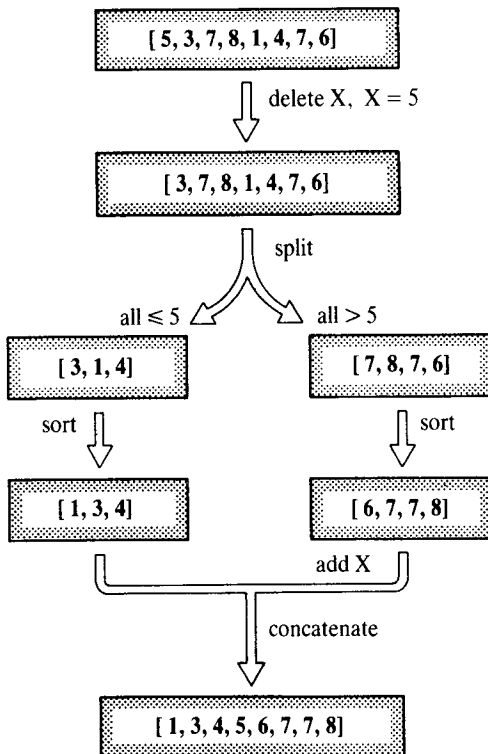 [ 5, 3, 7, 8, 1, 4, 7, 6]
delete X, X = 5
[ 3, 7, 8, 1, 4, 7, 6]
split
all ⩽ 5
all > 5
[ 3, 1, 4]
[ 7, 8, 7, 6]
sort
sort
[ 1, 3, 4]
[ 6, 7, 7, 8]
add X
concatenate
[ 1, 3, 4, 5, 6, 7, 7, 8]